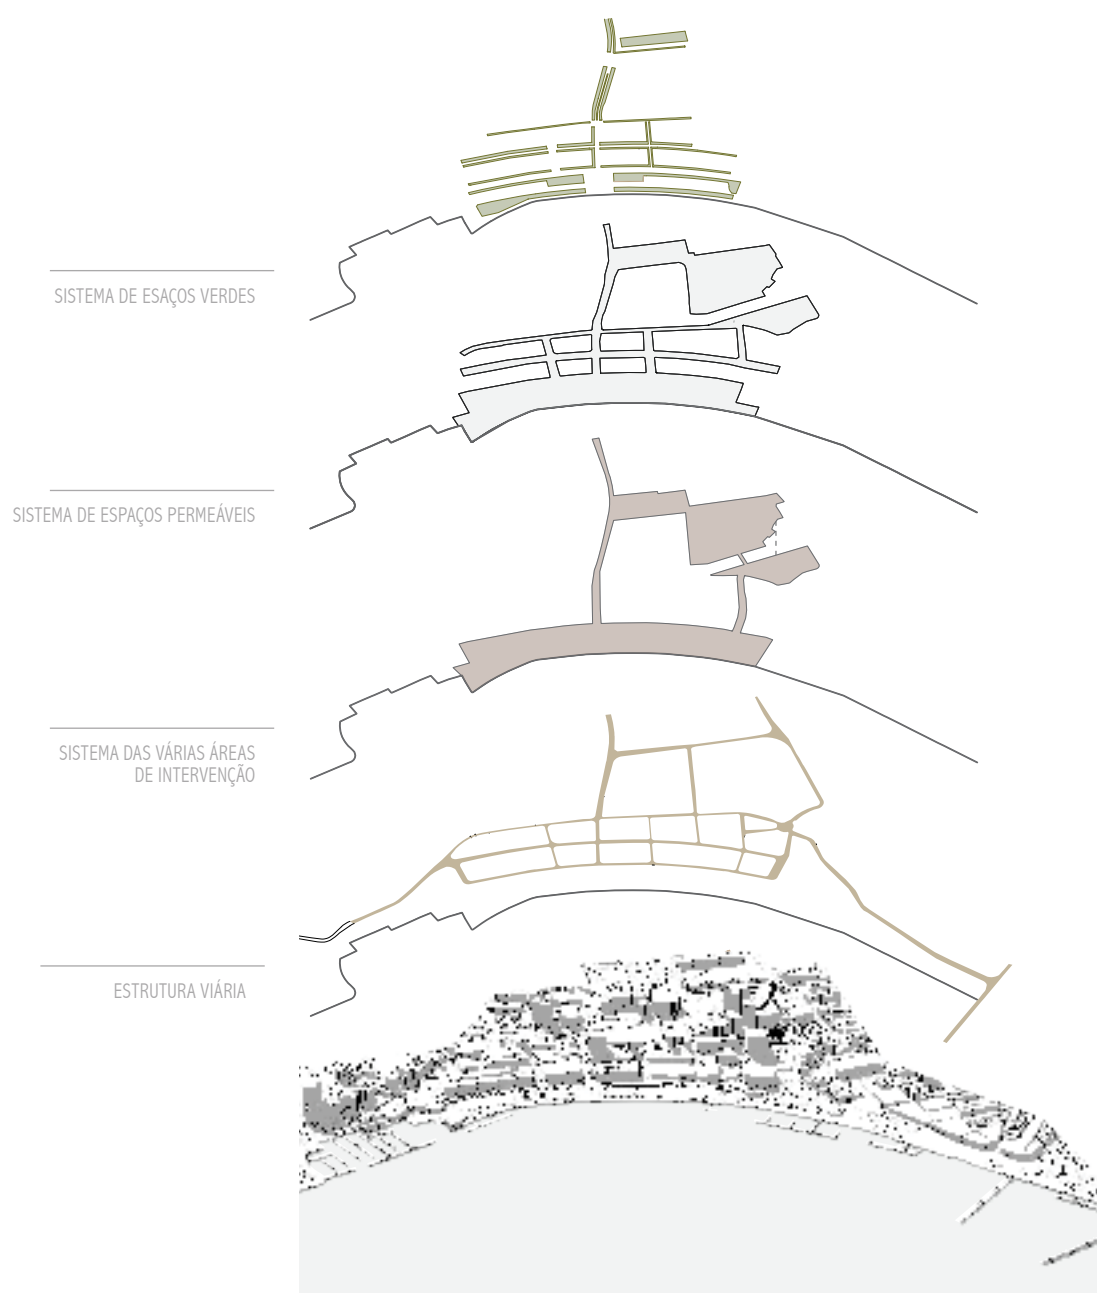 SISTEMA DE ESAÇOS VERDES
SISTEMA DE ESPAÇOS PERMEÁVEIS
SISTEMA DAS VÁRIAS ÁREAS
DE INTERVENÇÃO
ESTRUTURA VIÁRIA